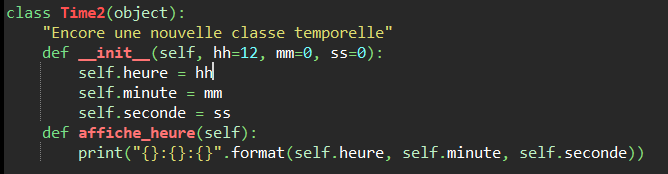 class Time2(object):
    "Encore une nouvelle classe temporelle"
    def __init__(self, hh=12, mm=0, ss=0):
        self.heure = hh
        self.minute = mm
        self.seconde = ss
    def affiche_heure(self):
        print("{}:{}:{}".format(self.heure, self.minute, self.seconde))